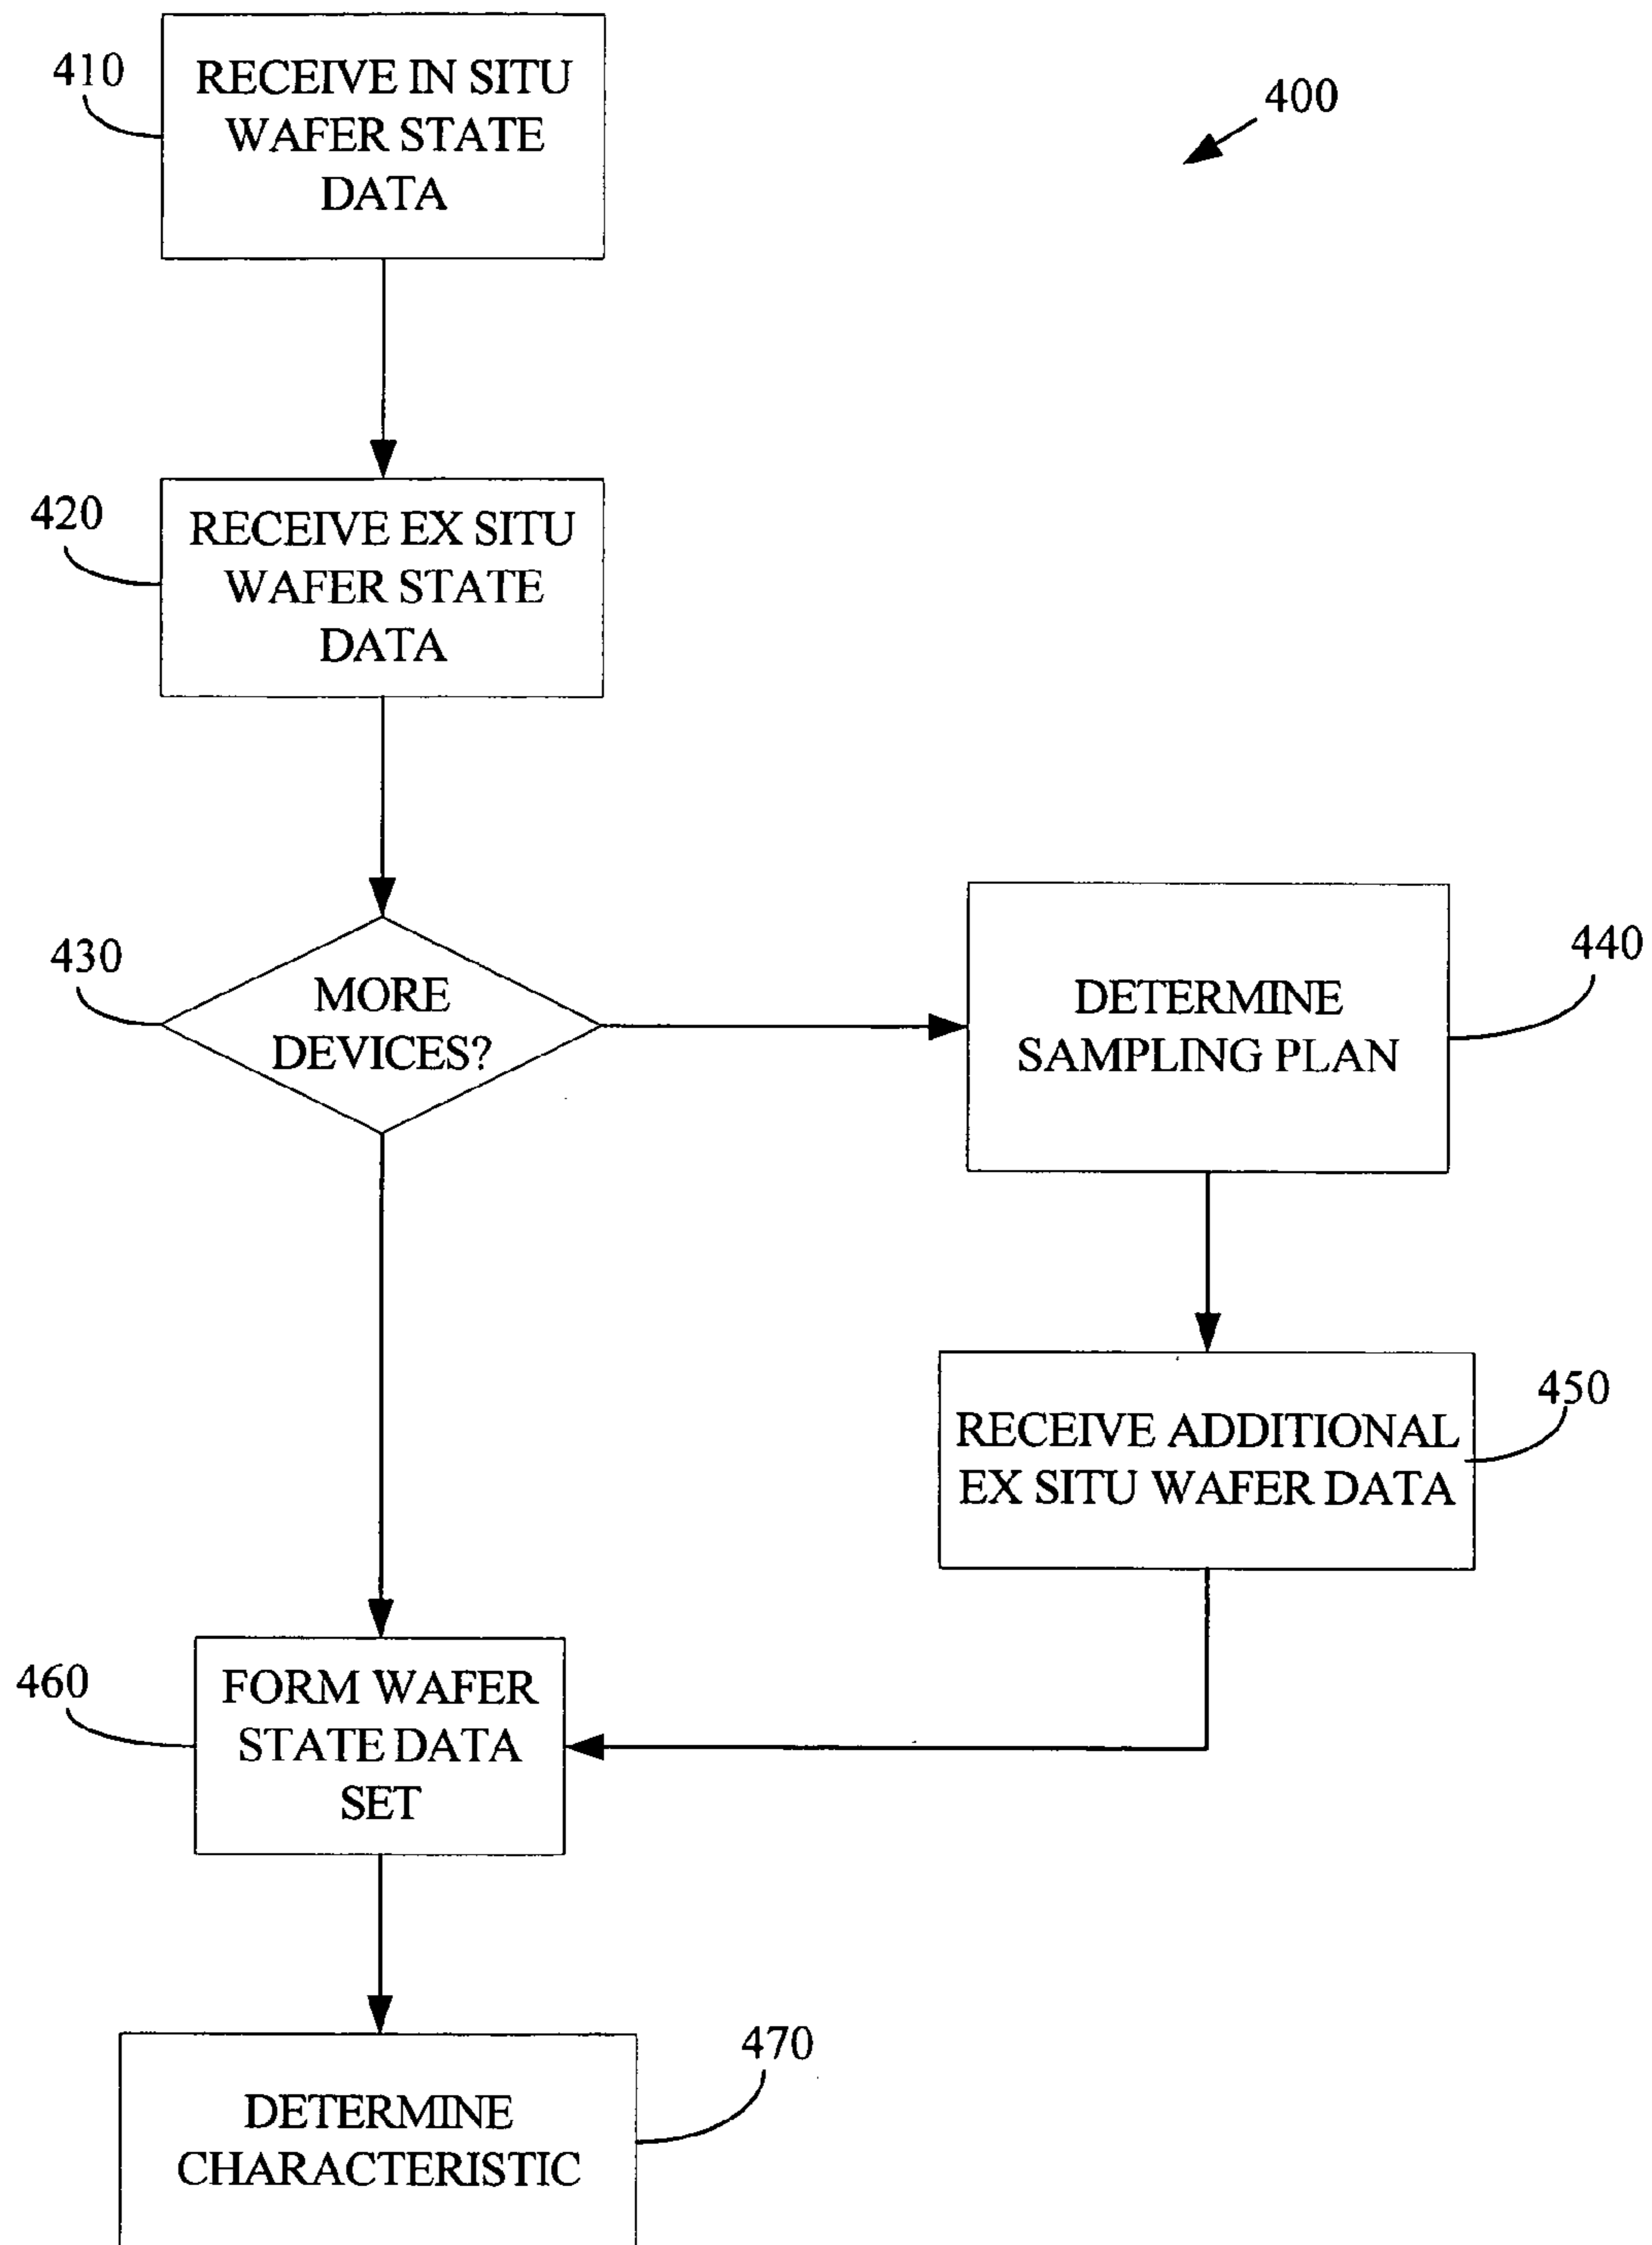 410
RECEIVE IN SITU
WAFER STATE
DATA
400
420
RECEIVE EX SITU
WAFER STATE
DATA
430
MORE
DEVICES?
440
DETERMINE
SAMPLING PLAN
450
RECEIVE ADDITIONAL
EX SITU WAFER DATA
460
FORM WAFER
STATE DATA
SET
470
DETERMINE
CHARACTERISTIC